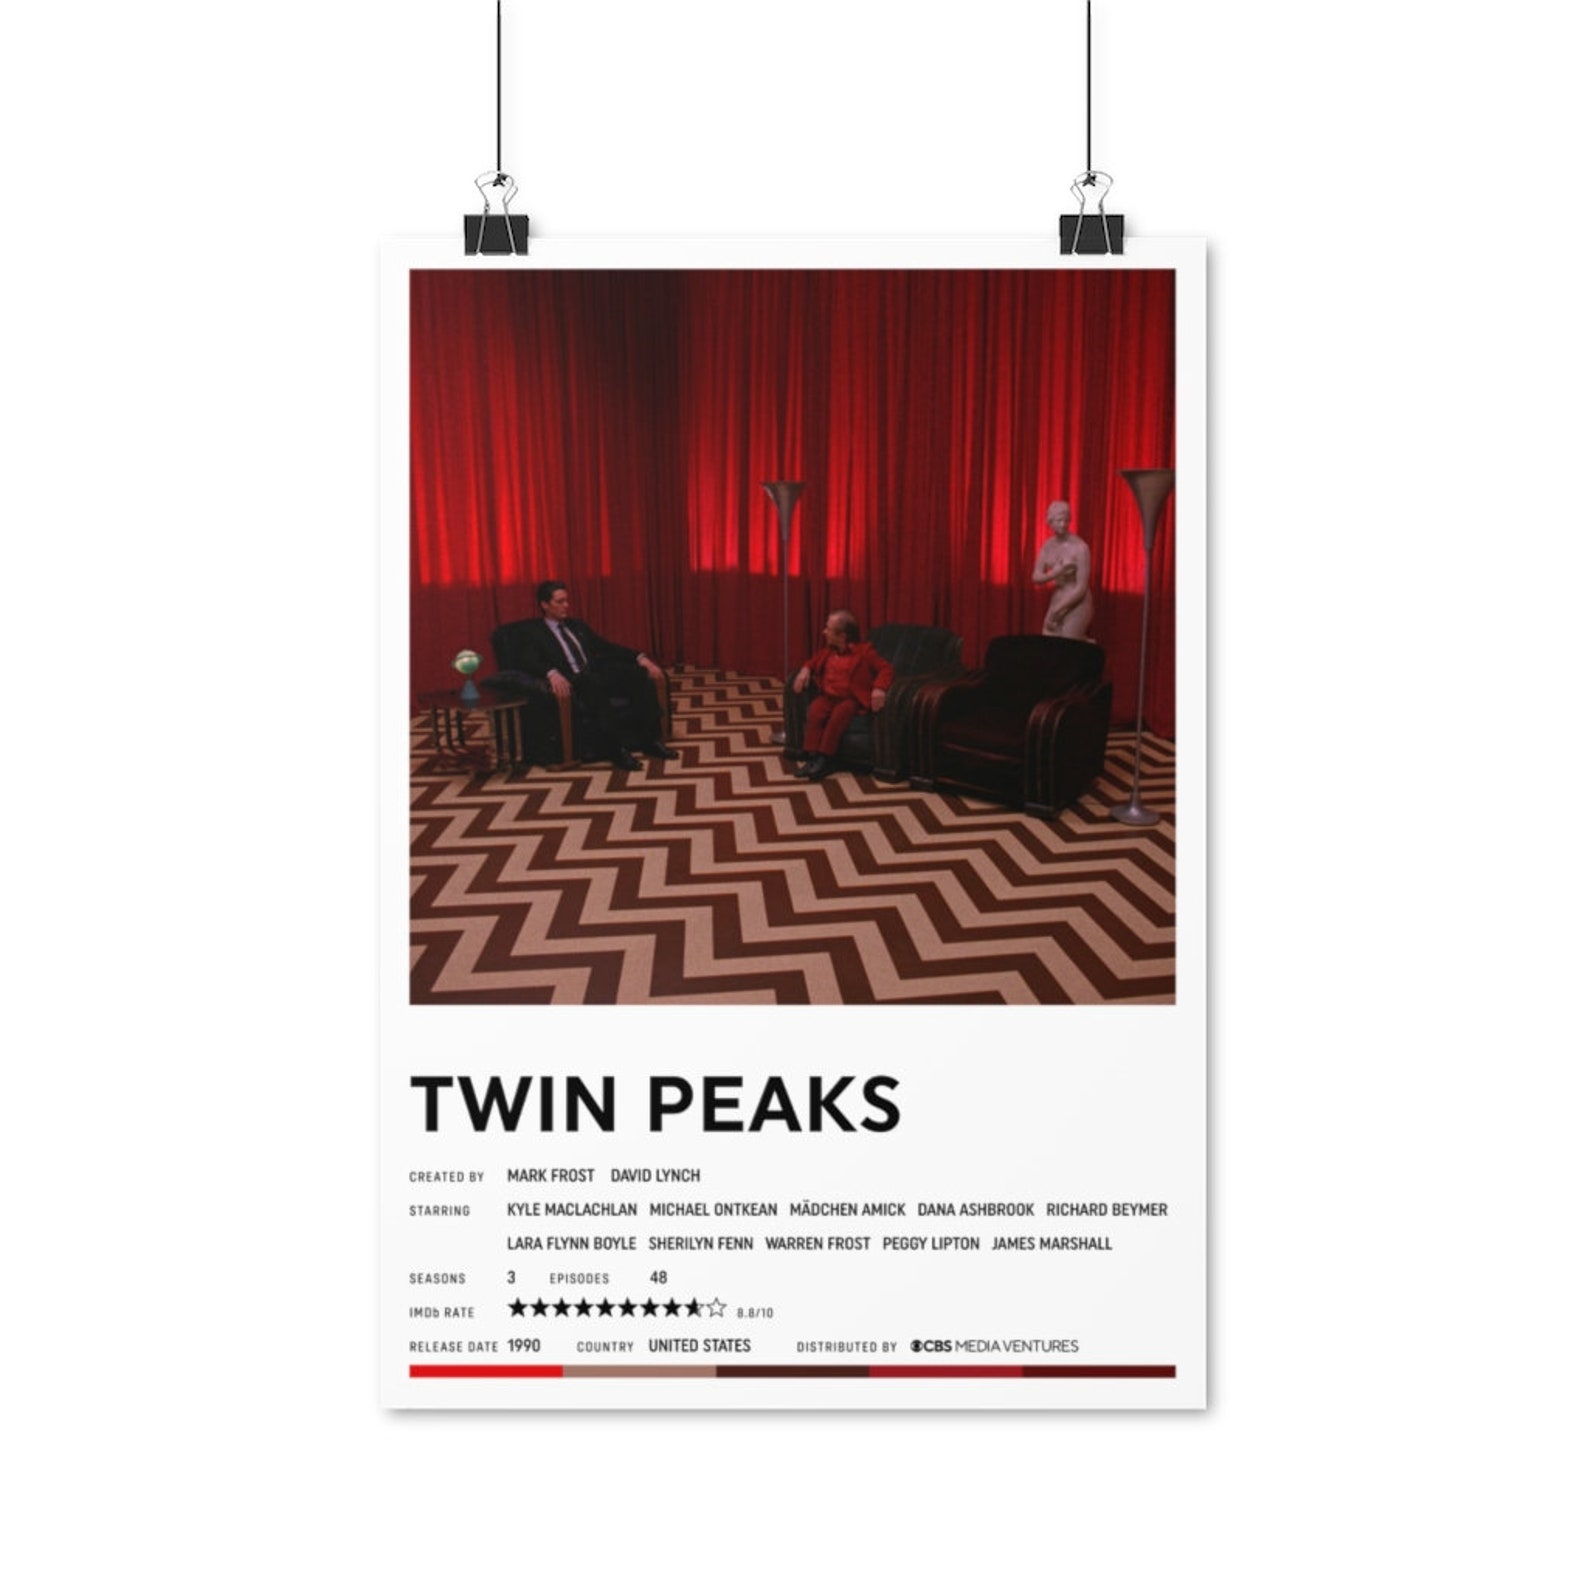 TWIN PEAKS
CREATED BY MARK FROST DAVID LYNCH
STARRING KYLE MACLACHLAN MICHAEL ONTKEAN MÄDCHEN AMICK DANA ASHBROOK RICHARD BEYMER
LARA FLYNN BOYLE SHERILYN FENN WARREN FROST PEGGY LIPTON JAMES MARSHALL
SEASONS 3 EPISODES 48
IMDb RATE 8.8/10
RELEASE DATE 1990 COUNTRY UNITED STATES DISTRIBUTED BY CBS MEDIA VENTURES